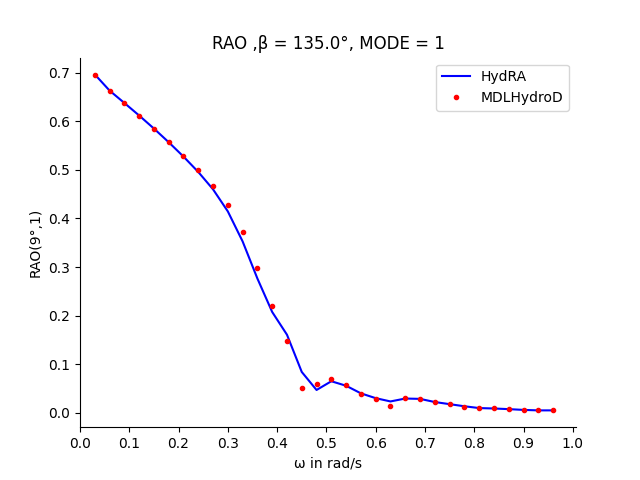 RAO ,β = 135.0°, MODE = 1
HydRA
MDLHydroD
RAO(9°,1)
0.7
0.6
0.5
0.4
0.3
0.2
0.1
0.0
0.0 0.1 0.2 0.3 0.4 0.5 0.6 0.7 0.8 0.9 1.0
ω in rad/s